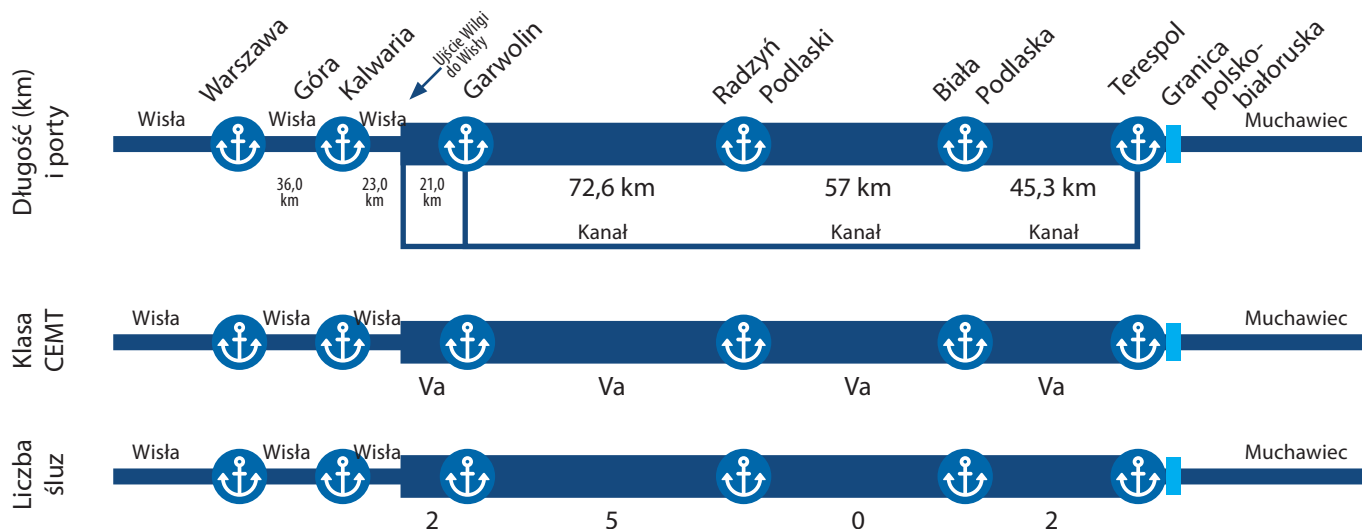 Długość (km)
i porty
Warszawa
Góra
Kalwaria
Ujście Wilgi
do Wisły
Garwolin
Radzyń
Podlaski
Biała
Podlaska
Terespol
Granica
polsko-
białoruska
Wisła
Wisła
Wisła
Muchawiec
36,0
km
23,0
km
21,0
km
72,6 km
57 km
45,3 km
Kanał
Kanał
Kanał
Klasa
CEMT
Wisła
Wisła
Wisła
Muchawiec
Va
Va
Va
Va
Liczba
śluz
Wisła
Wisła
Wisła
Muchawiec
2
5
0
2